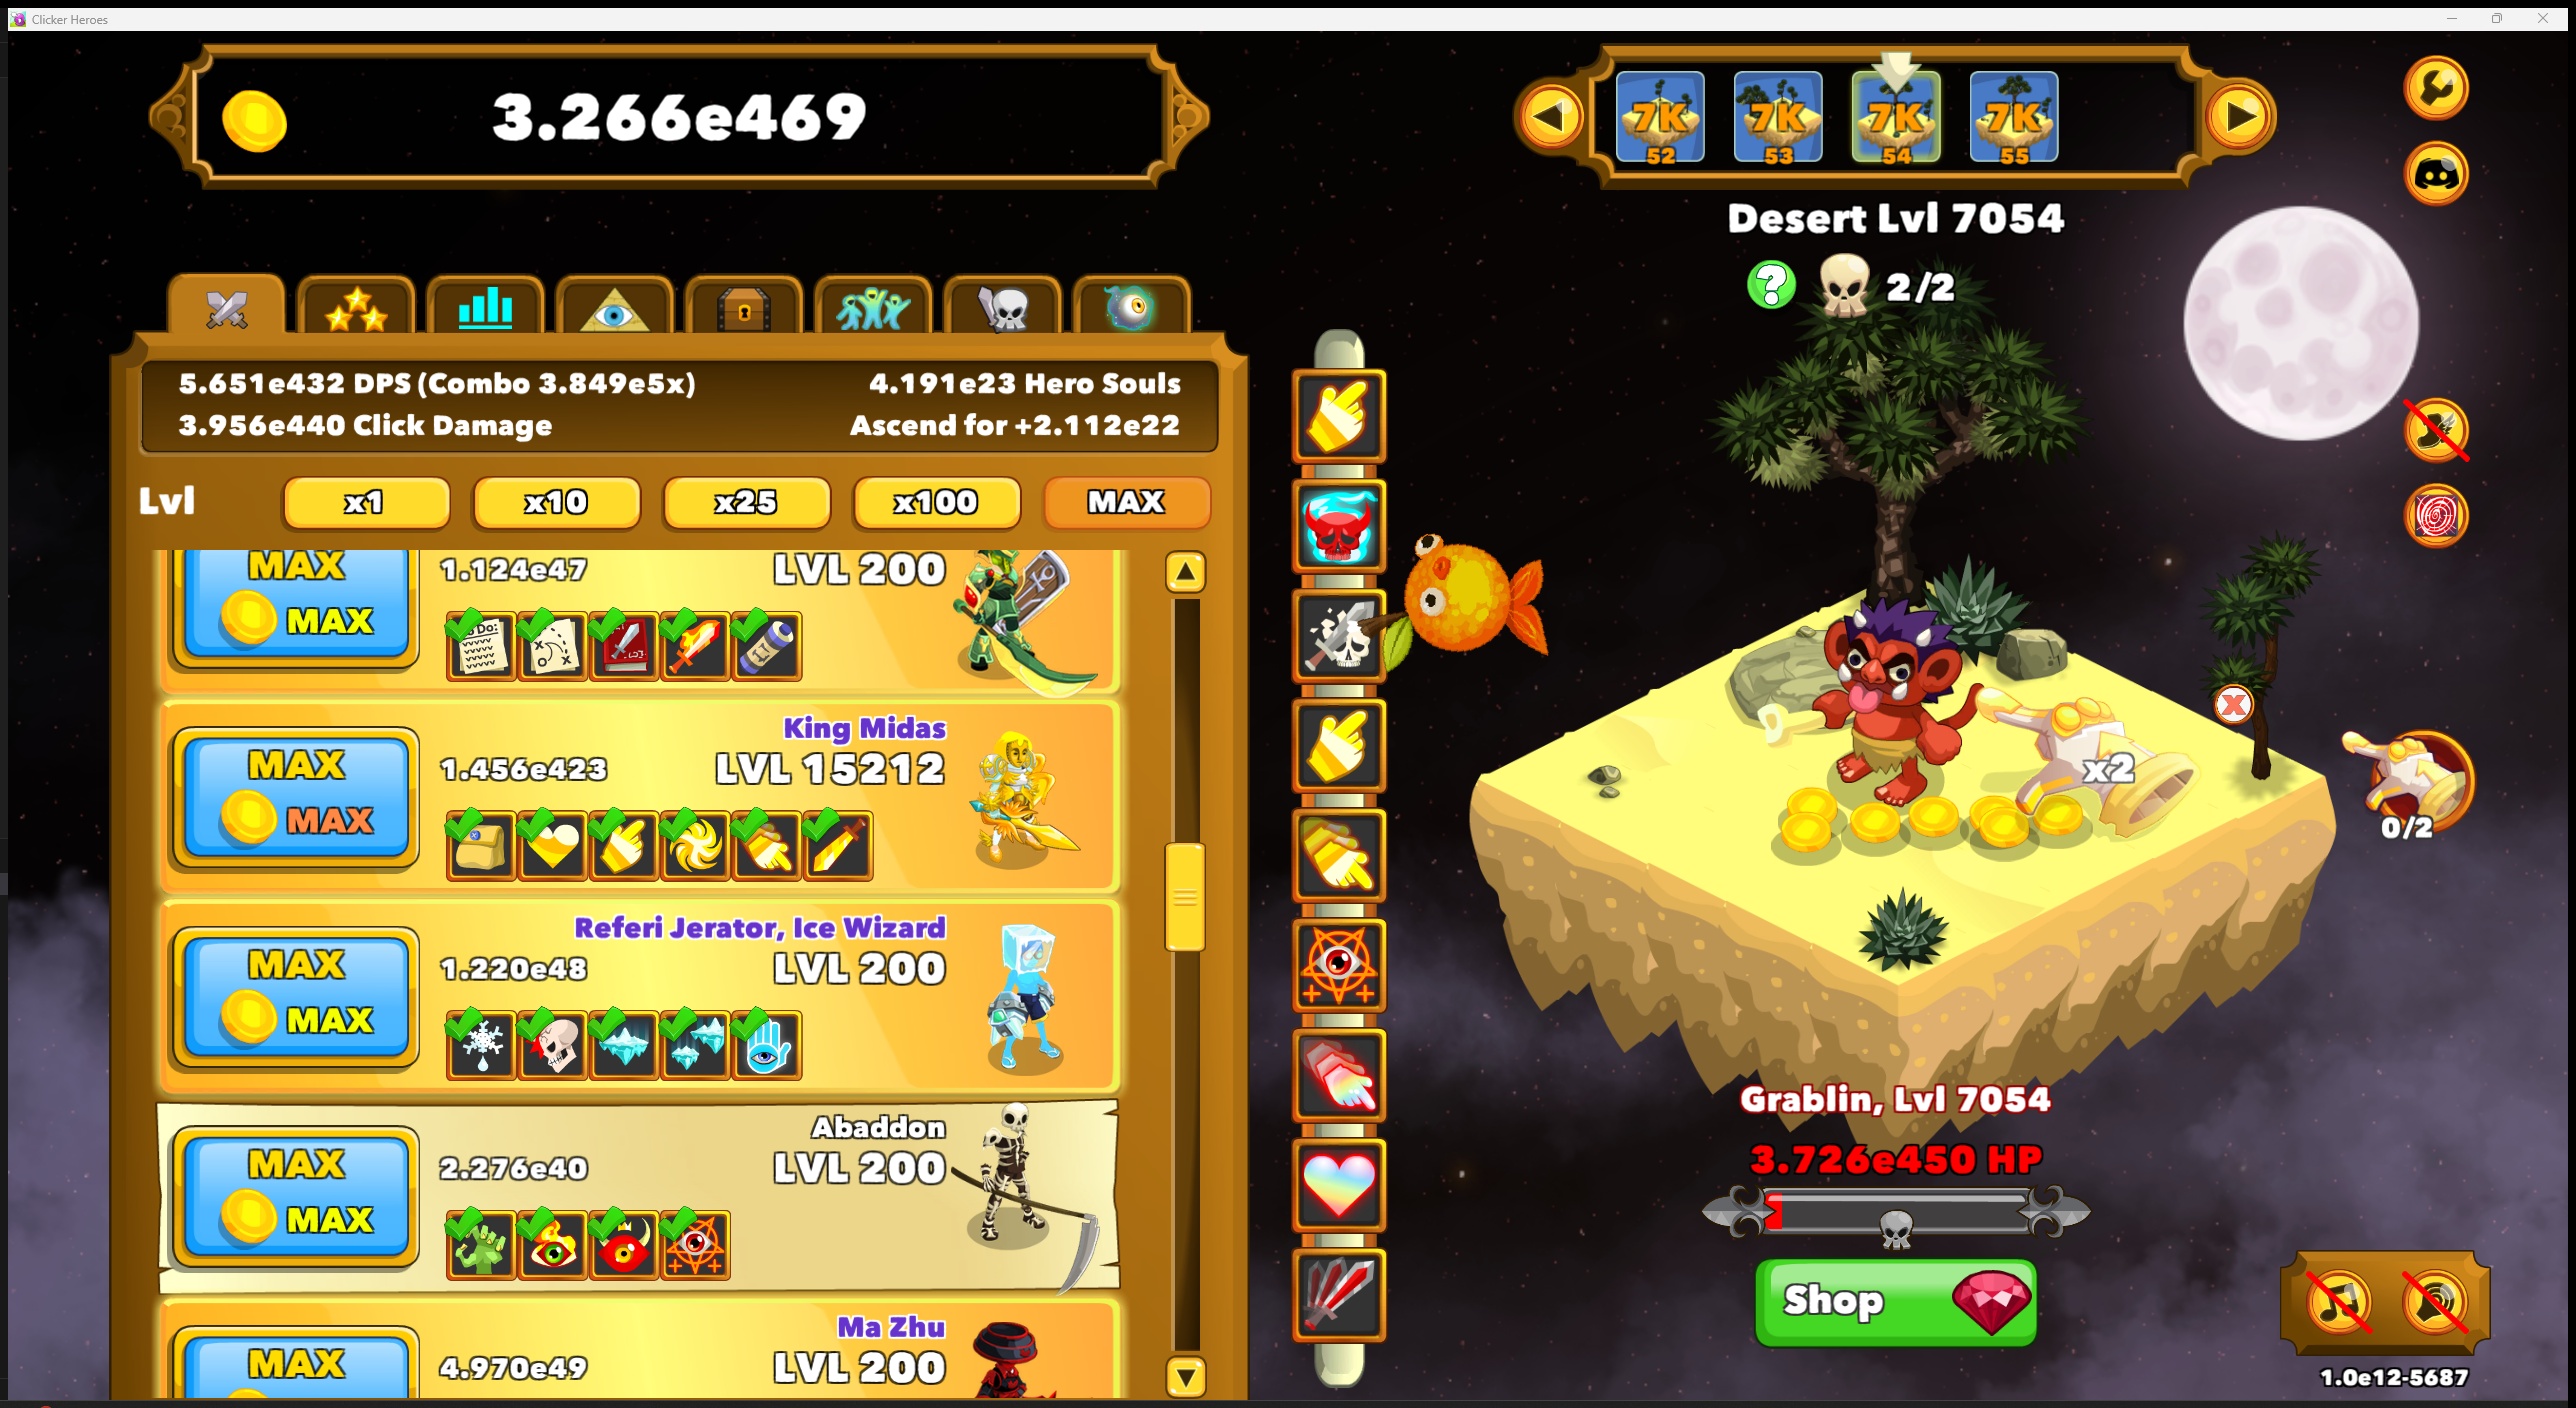 Clicker Heroes
3.266e469
7K 7K 7K 7K
52 53 54 55
Desert Lvl 7054
2/2
5.651e432 DPS (Combo 3.849e5x)
4.191e23 Hero Souls
3.956e440 Click Damage
Ascend for +2.112e22
Lvl x1 x10 x25 x100 MAX
MAX
1.124e47
LVL 200
MAX
Do:
King Midas
MAX
1.456e423
LVL 15212
MAX
Referi Jerator, Ice Wizard
MAX
1.220e48
LVL 200
MAX
Abaddon
MAX
2.276e40
LVL 200
MAX
Ma Zhu
MAX
4.970e49
LVL 200
x2
0/2
Grablin, Lvl 7054
3.726e450 HP
Shop
1.0e12-5687